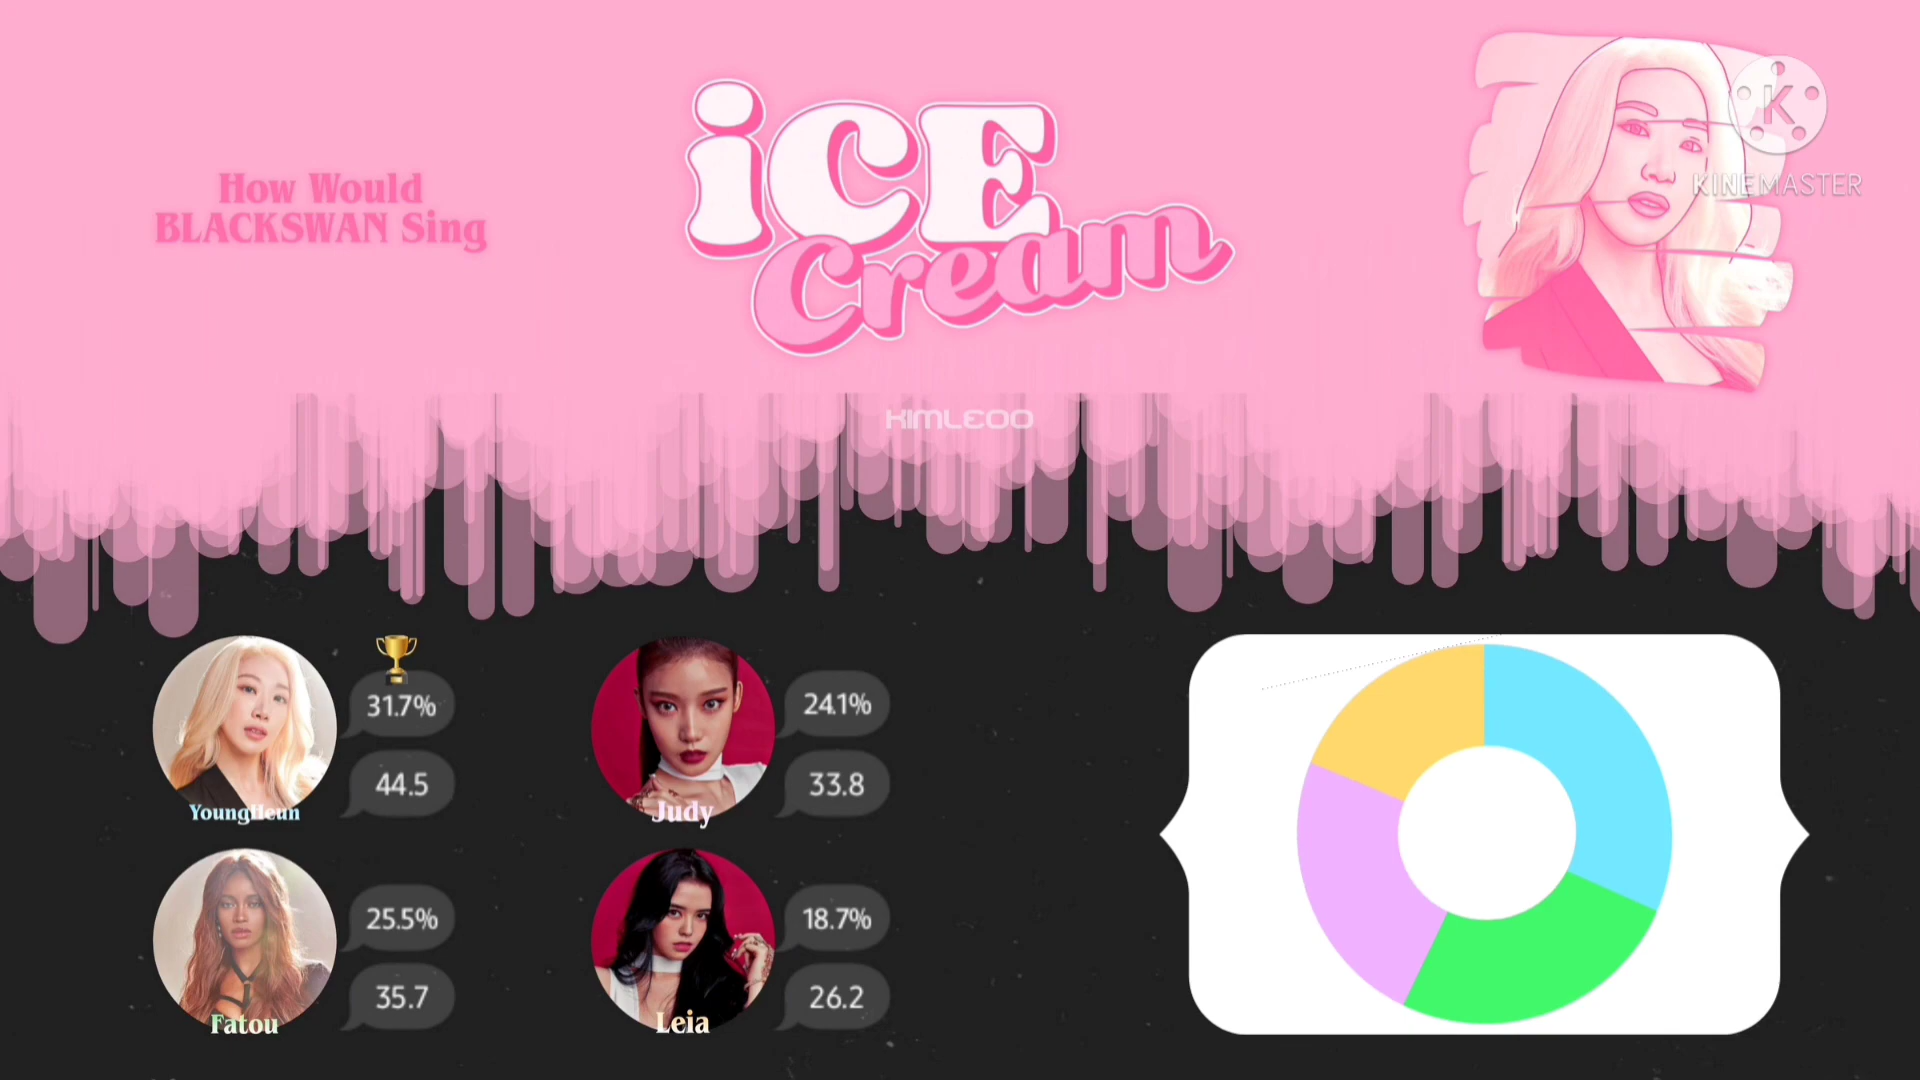 How Would
BLACKSWAN Sing
iCE
Cream
K
KINEMASTER
KIMLEOO
31.7%
44.5
YoungHeun
24.1%
33.8
Judy
25.5%
35.7
Fatou
18.7%
26.2
Leia